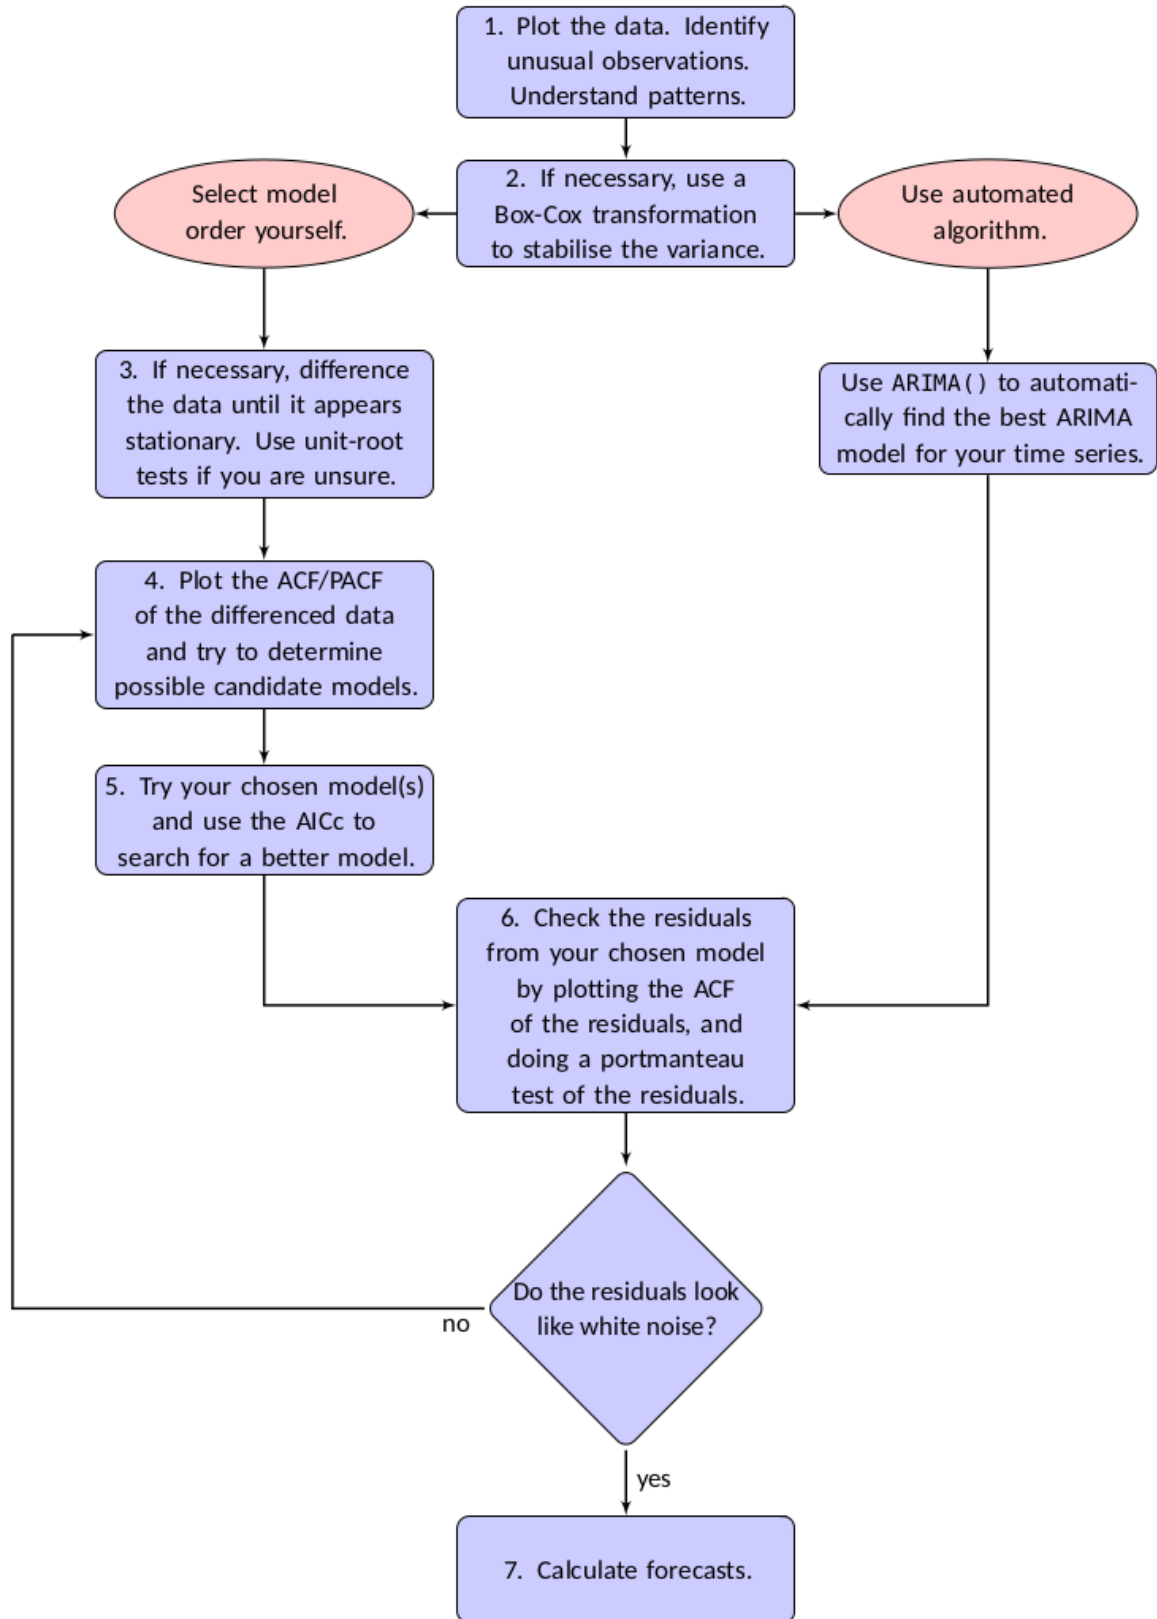 1. Plot the data. Identify
unusual observations.
Understand patterns.
Select model
order yourself.
2. If necessary, use a
Box-Cox transformation
to stabilise the variance.
Use automated
algorithm.
3. If necessary, difference
the data until it appears
stationary. Use unit-root
tests if you are unsure.
Use ARIMA() to automati-
cally find the best ARIMA
model for your time series.
4. Plot the ACF/PACF
of the differenced data
and try to determine
possible candidate models.
5. Try your chosen model(s)
and use the AICc to
search for a better model.
6. Check the residuals
from your chosen model
by plotting the ACF
of the residuals, and
doing a portmanteau
test of the residuals.
Do the residuals look
like white noise?
no
yes
7. Calculate forecasts.